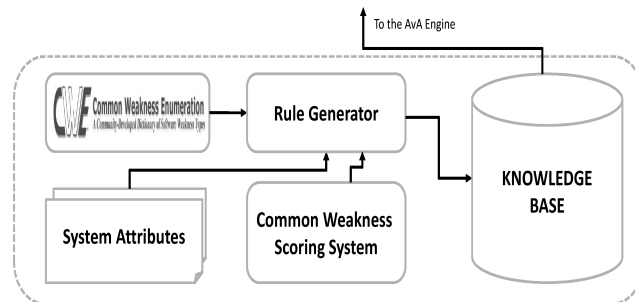 To the AvA Engine
CWE
Common Weakness Enumeration
A Community-Developed Dictionary of Software Weakness Types
Rule Generator
KNOWLEDGE
BASE
System Attributes
Common Weakness
Scoring System